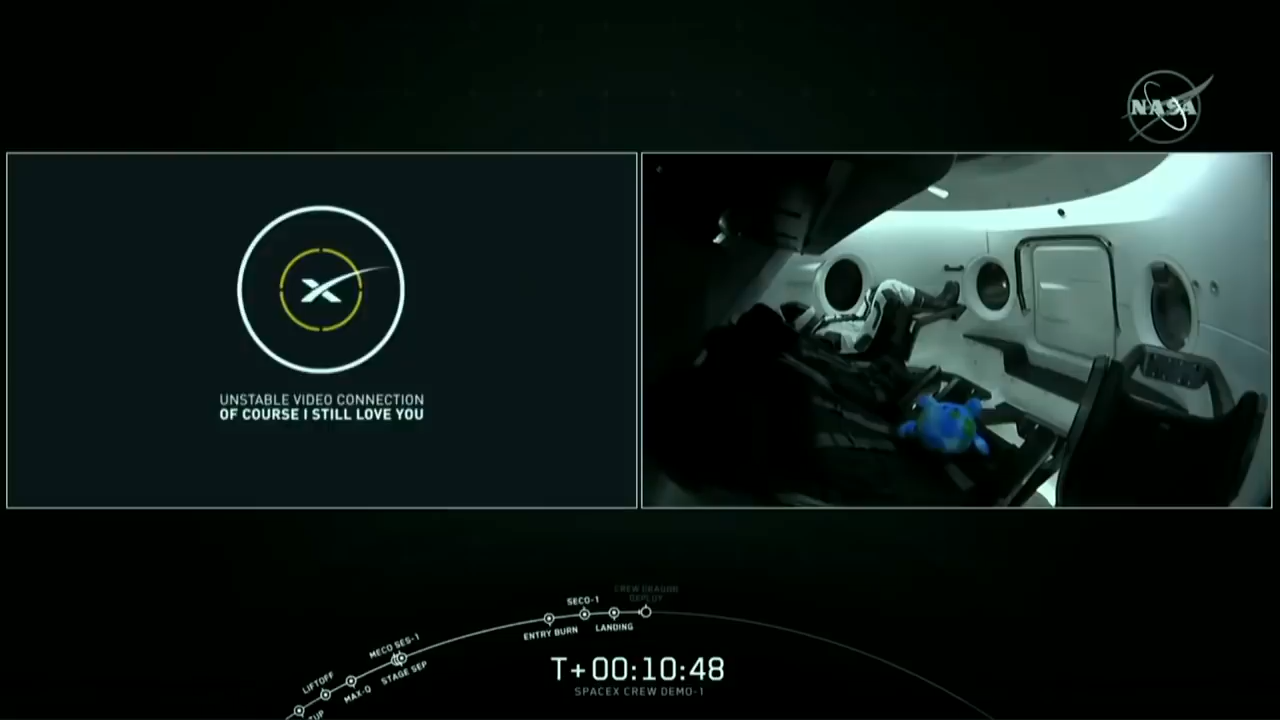 NASA
UNSTABLE VIDEO CONNECTION
OF COURSE I STILL LOVE YOU
CREW DRAGON
DEPLOY
SECO-1
ENTRY BURN
LANDING
MECO SES-1
STAGE SEP
LIFTOFF
MAX-Q
TUP
T+00:10:48
SPACEX CREW DEMO-1